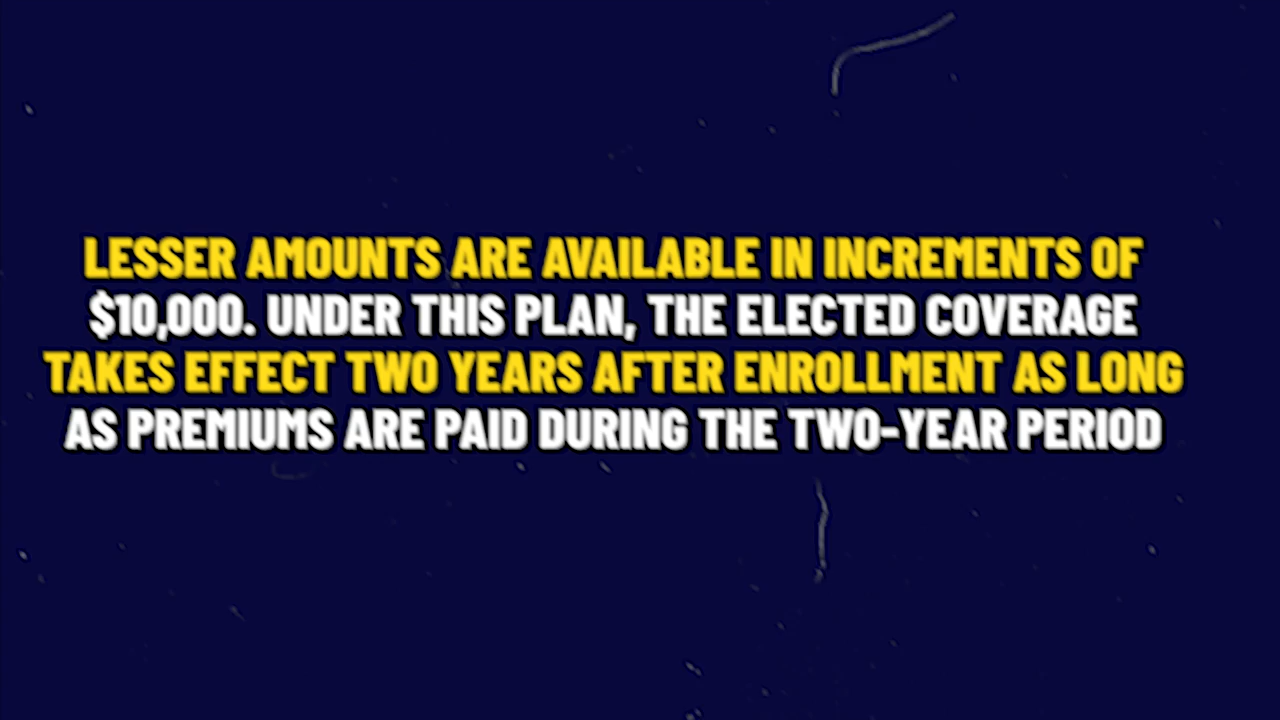 LESSER AMOUNTS ARE AVAILABLE IN INCREMENTS OF
$10,000. UNDER THIS PLAN, THE ELECTED COVERAGE
TAKES EFFECT TWO YEARS AFTER ENROLLMENT AS LONG
AS PREMIUMS ARE PAID DURING THE TWO-YEAR PERIOD